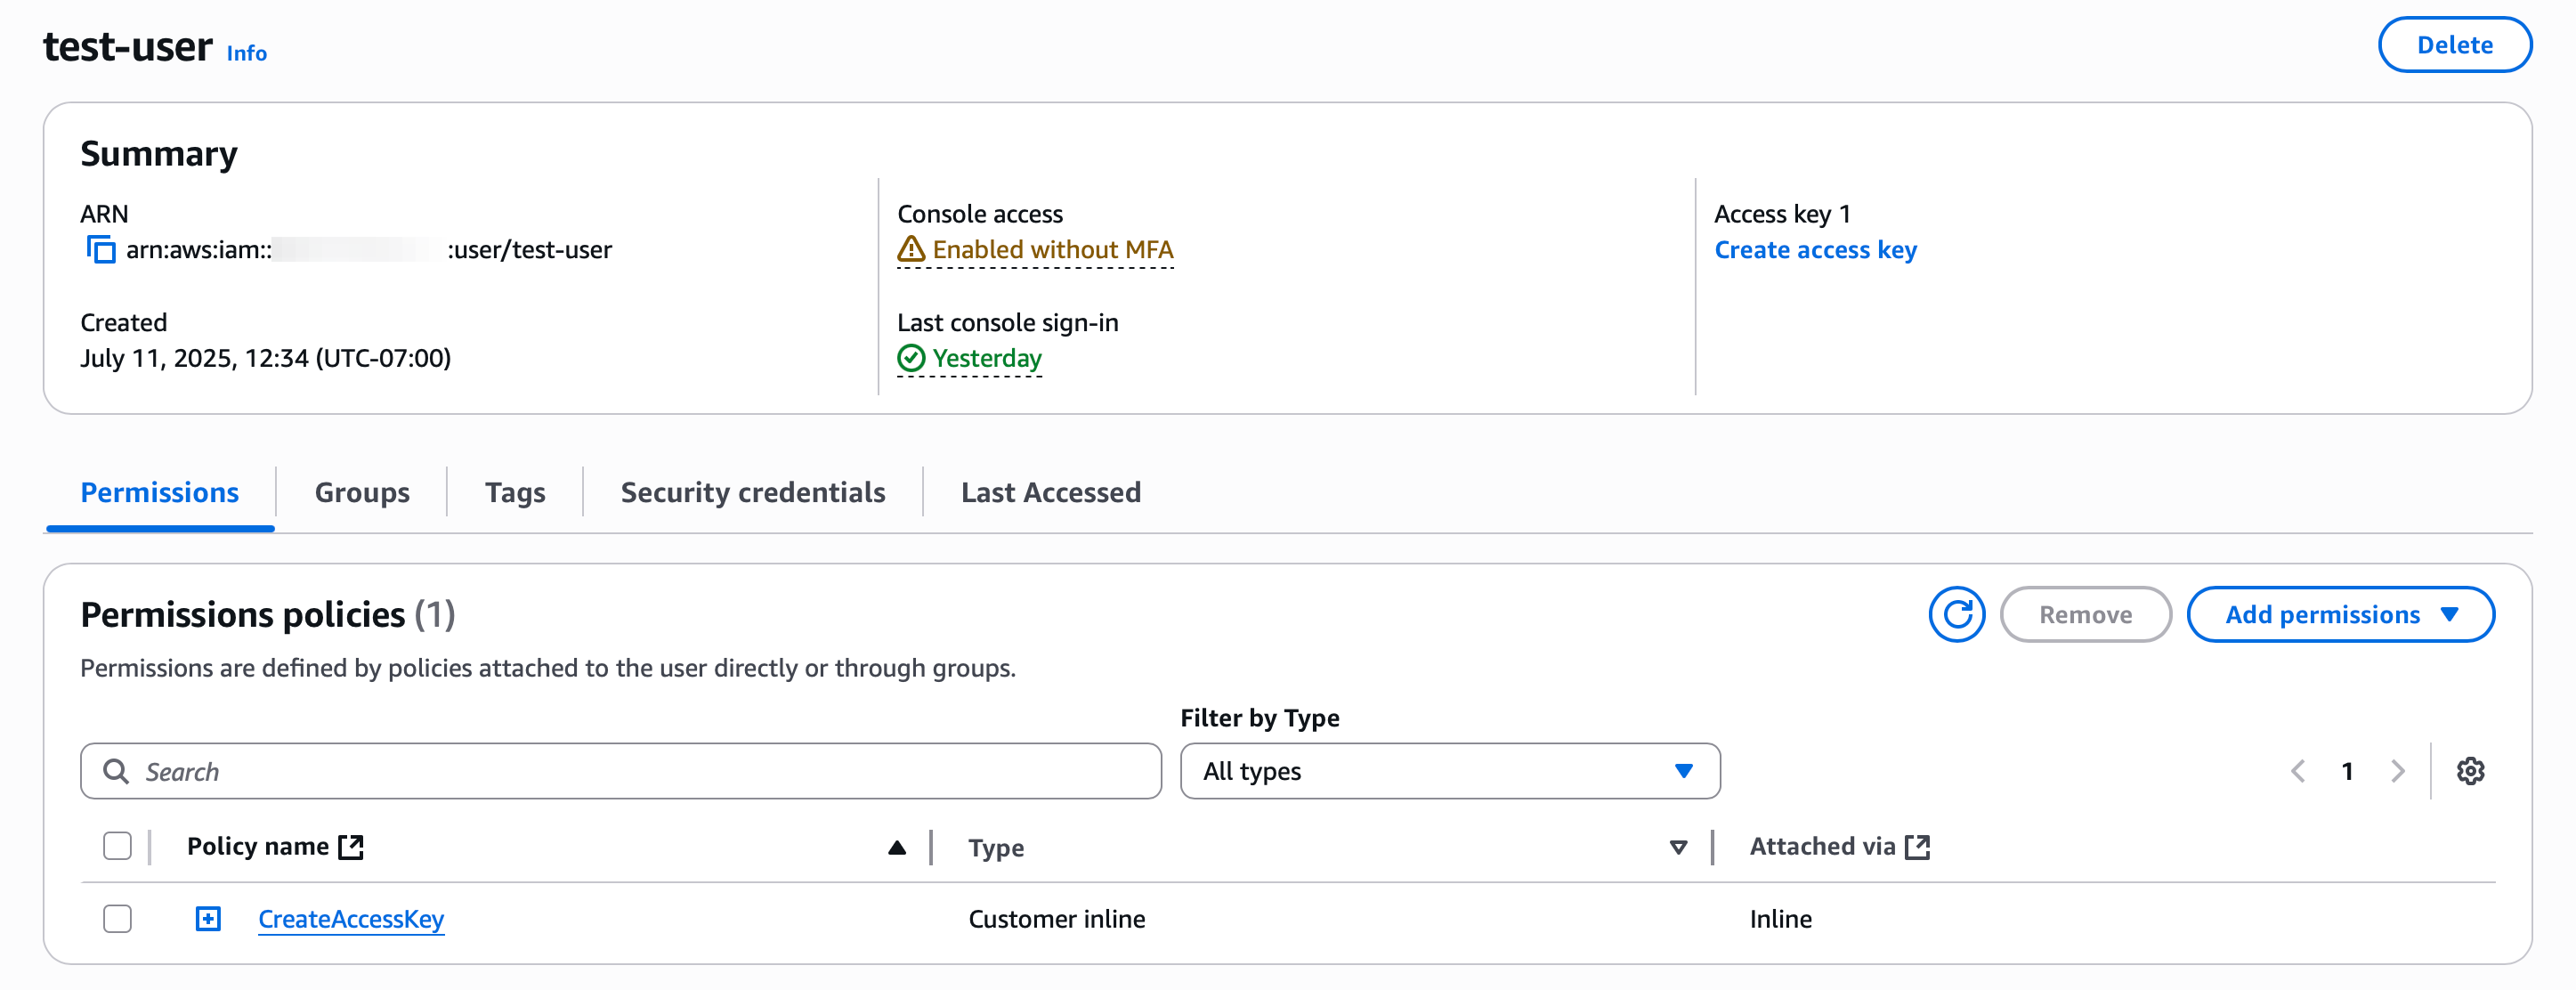 test-user Info
Delete
Summary
ARN
arn:aws:iam:: :user/test-user
Created
July 11, 2025, 12:34 (UTC-07:00)
Console access
Enabled without MFA
Last console sign-in
Yesterday
Access key 1
Create access key
Permissions
Groups
Tags
Security credentials
Last Accessed
Permissions policies (1)
Remove
Add permissions
Permissions are defined by policies attached to the user directly or through groups.
Filter by Type
Search
All types
1
Policy name
Type
Attached via
CreateAccessKey
Customer inline
Inline